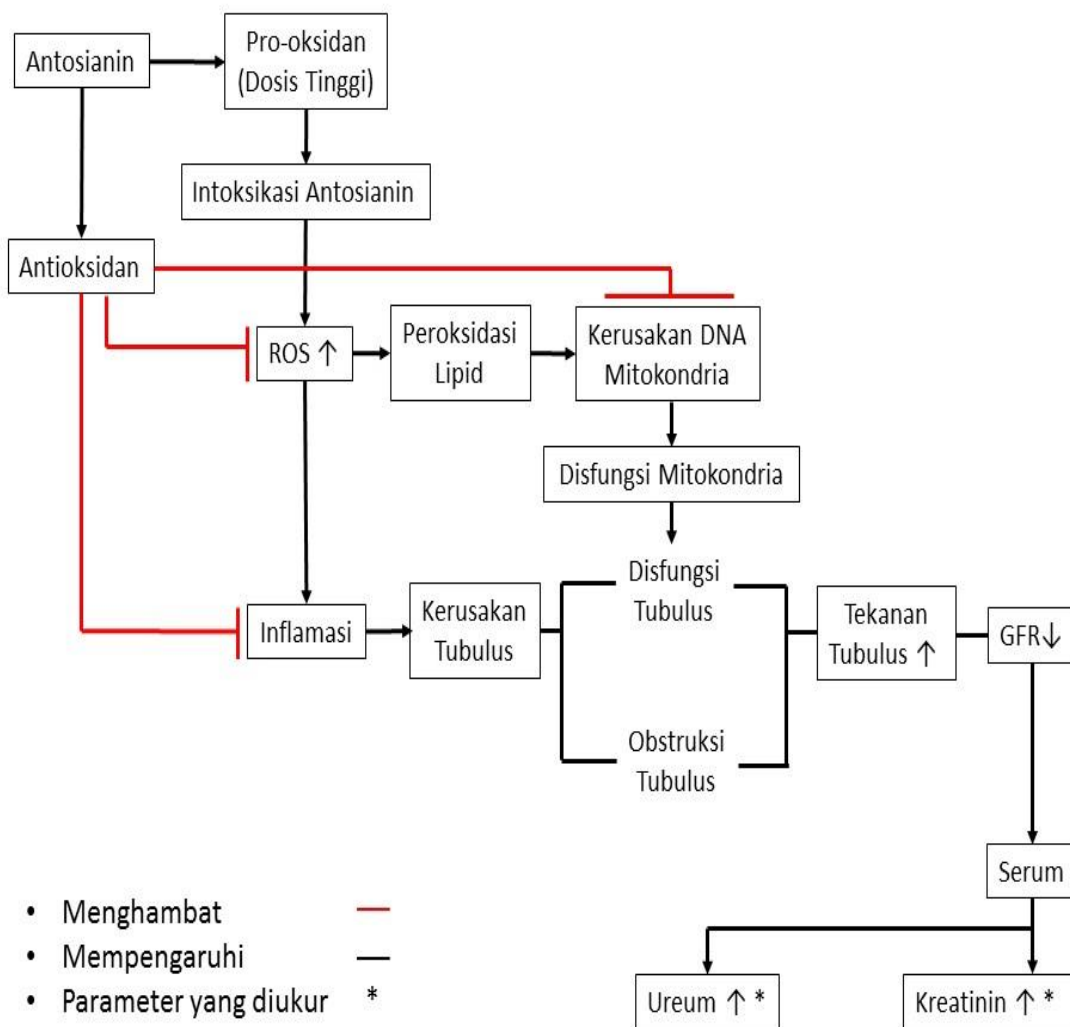 Antosianin
Pro-oksidan
(Dosis Tinggi)
Intoksikasi Antosianin
Antioksidan
ROS ↑
Peroksidasi
Lipid
Kerusakan DNA
Mitokondria
Disfungsi Mitokondria
Inflamasi
Kerusakan
Tubulus
Disfungsi
Tubulus
Obstruksi
Tubulus
Tekanan
Tubulus ↑
GFR↓
Serum
Ureum ↑ *
Kreatinin ↑ *
• Menghambat
• Mempengaruhi
• Parameter yang diukur *